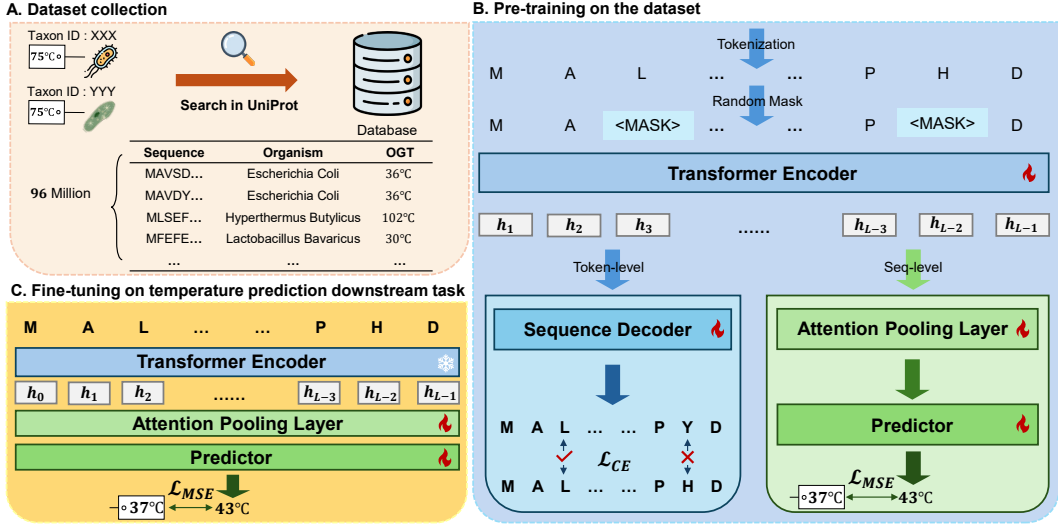 A. Dataset collection
Taxon ID : XXX
75℃
Taxon ID : YYY
75℃
Search in UniProt
Database
Sequence Organism OGT
MAVSD... Escherichia Coli 36℃
MAVDY... Escherichia Coli 36℃
MLSEF... Hyperthermus Butylicus 102℃
MFEFE... Lactobacillus Bavaricus 30℃
... ... ...
96 Million
B. Pre-training on the dataset
Tokenization
M A L ... ... P H D
Random Mask
M A <MASK> ... ... P <MASK> D
Transformer Encoder
h1 h2 h3 ...... hL−3 hL−2 hL−1
Token-level
Seq-level
Sequence Decoder
M A L ... ... P Y D
ℒCE
M A L ... ... P H D
Attention Pooling Layer
Predictor
ℒMSE
37℃ 43℃
C. Fine-tuning on temperature prediction downstream task
M A L ... ... P H D
Transformer Encoder
h0 h1 h2 ...... hL−3 hL−2 hL−1
Attention Pooling Layer
Predictor
ℒMSE
37℃ 43℃